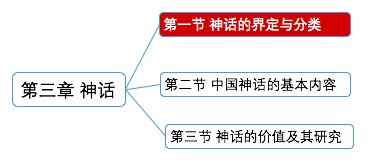 第三章 神话
第一节 神话的界定与分类
第二节 中国神话的基本内容
第三节 神话的价值及其研究